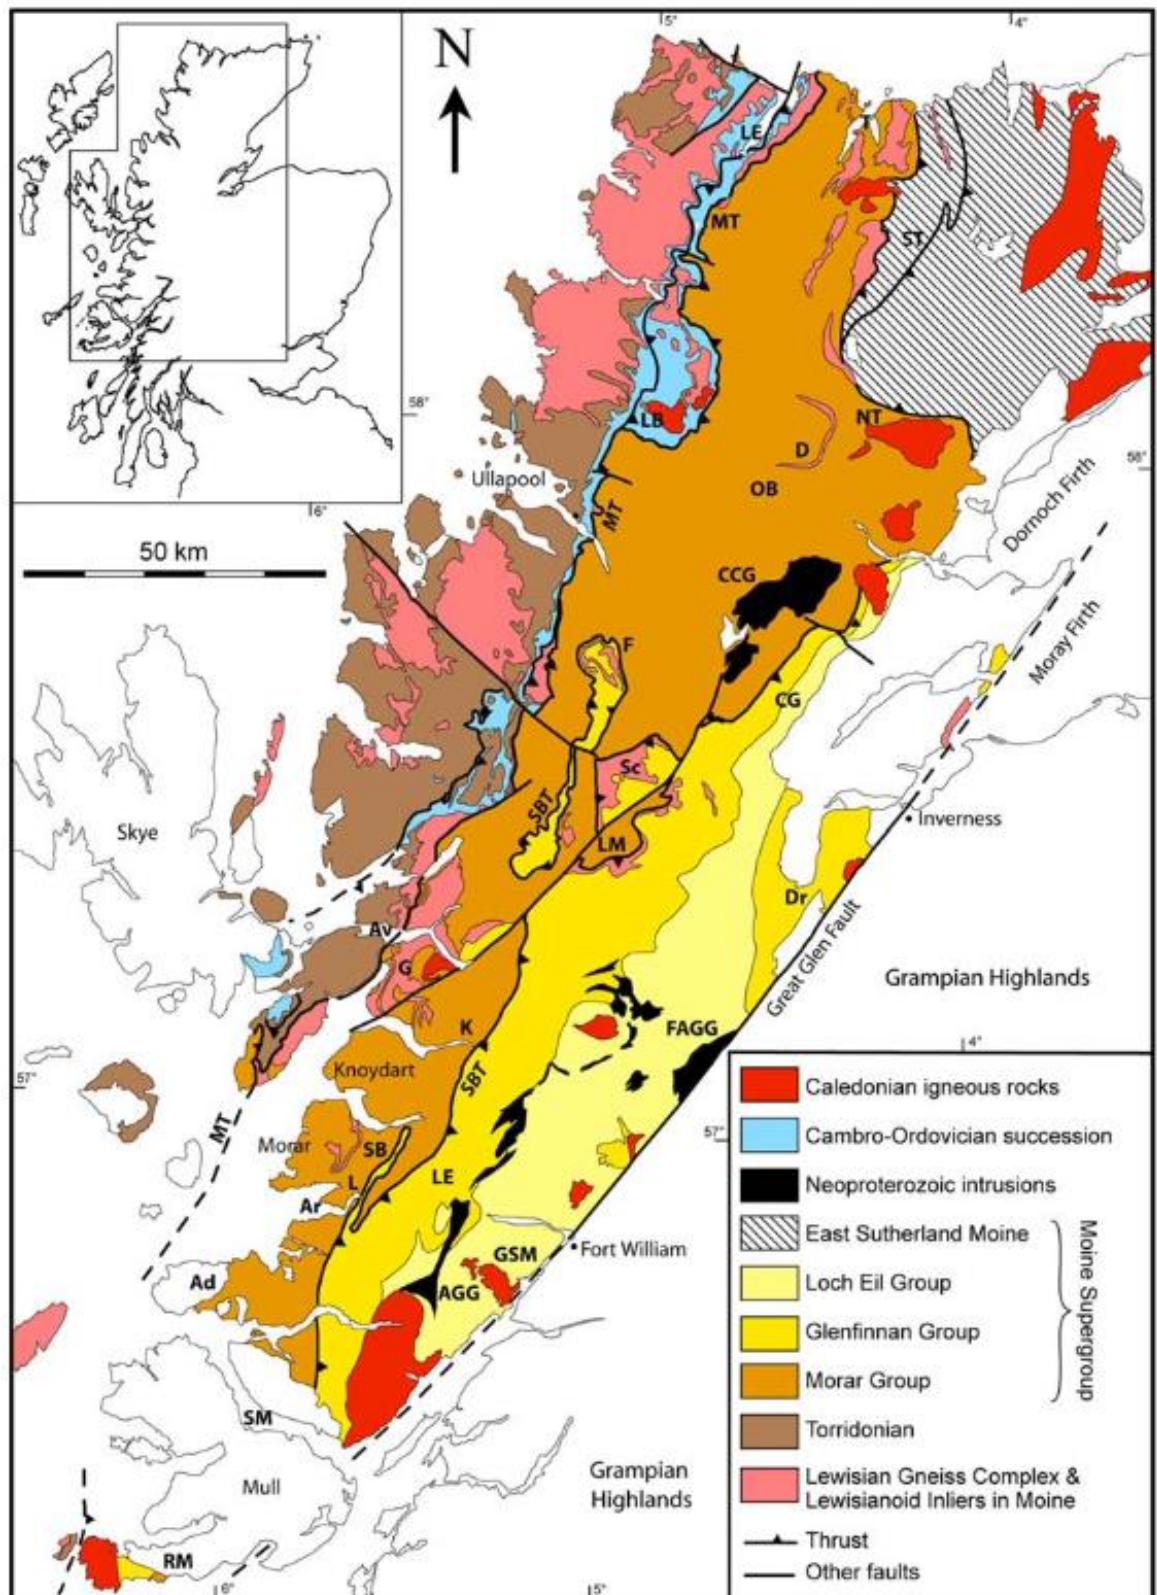 5°
4°
N
LE
T
MT
ST
58°
LB
NT
D
58°
Ullapool
OB
6°
MT
Dornoch Firth
50 km
CCG
Moray Firth
F
CG
Sc
SBT
Skye
LM
Inverness
Dr
Av
Great Glen Fault
G
Grampian Highlands
K
FAGG
4°
Knoydart
57°
SBT
Caledonian igneous rocks
MT
57°
Cambro-Ordovician succession
Morar
SB
LE
L
Neoproterozoic intrusions
Ar
East Sutherland Moine
GSM
Fort William
Ad
AGG
Loch Eil Group
Moine Supergroup
Glenfinnan Group
Morar Group
SM
Torridonian
Grampian
Highlands
Mull
Lewisian Gneiss Complex &
Lewisianoid Inliers in Moine
Thrust
RM
Other faults
6°
5°